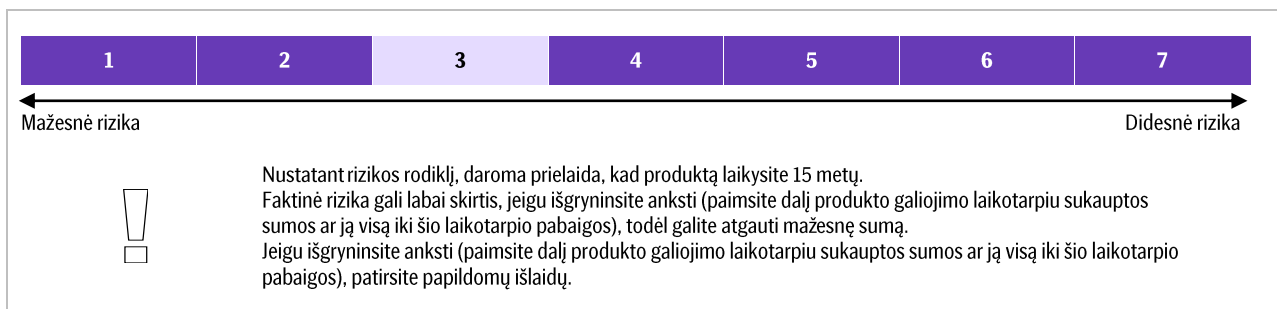 1 2 3 4 5 6 7
Mažesnė rizika Didesnė rizika
Nustatant rizikos rodiklį, daroma prielaida, kad produktą laikysite 15 metų.
Faktinė rizika gali labai skirtis, jeigu išgryninsite anksti (paimsite dalį produkto galiojimo laikotarpiu sukauptos
sumos ar ją visą iki šio laikotarpio pabaigos), todėl galite atgauti mažesnę sumą.
Jeigu išgryninsite anksti (paimsite dalį produkto galiojimo laikotarpiu sukauptos sumos ar ją visą iki šio laikotarpio
pabaigos), patirsite papildomų išlaidų.